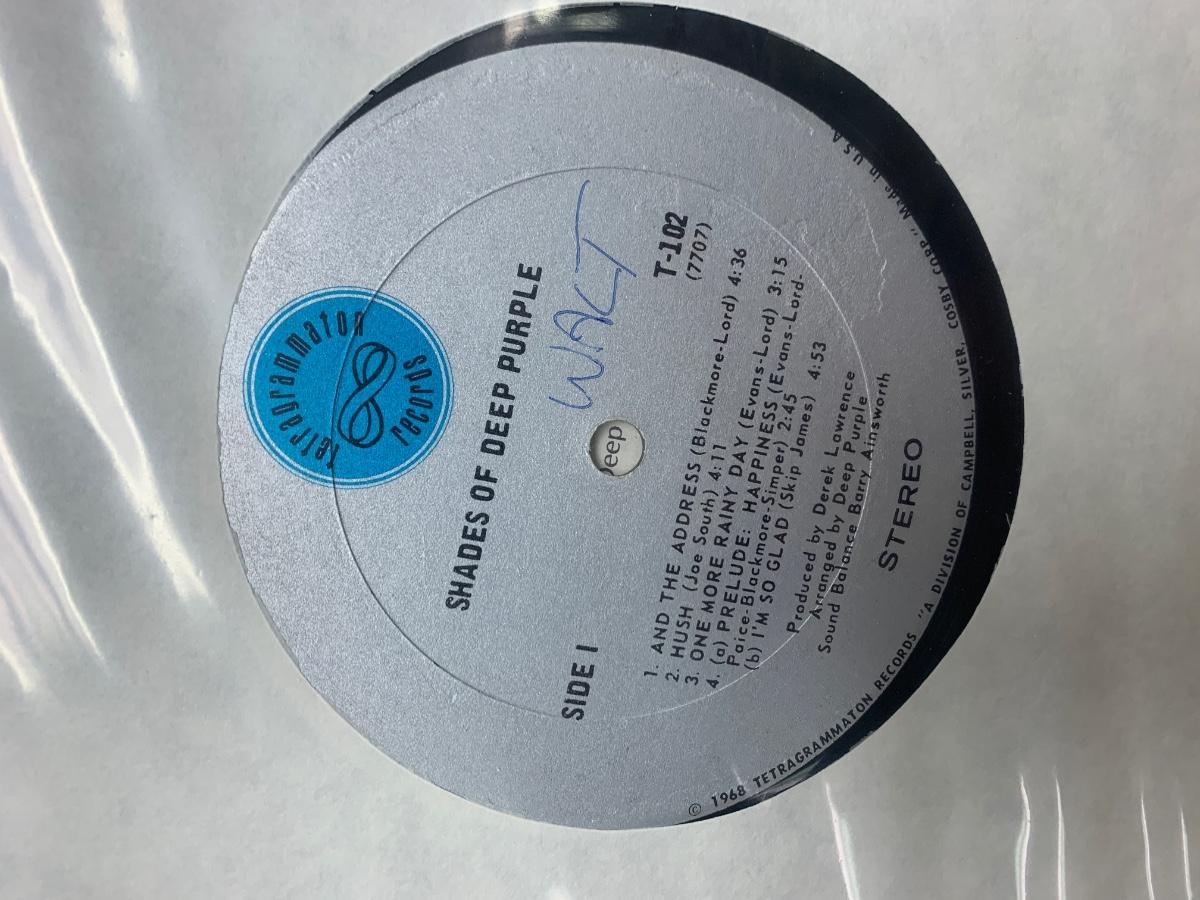 tetragrammaton
records
SHADES OF DEEP PURPLE
WALT
SIDE 1
T-102
(7707)
eep
1. AND THE ADDRESS (Blackmore-Lord) 4:36
2. HUSH (Joe South) 4:11
3. ONE MORE RAINY DAY (Evans-Lord) 3:15
4. (a) PRELUDE: HAPPINESS (Evans-Lord-
Paice-Blackmore-Simper) 2:45
(b) I'M SO GLAD (Skip James) 4:53
Produced by Derek Lawrence
Arranged by Deep Purple
Sound Balance Barry Ainsworth
STEREO
© 1968 TETRAGRAMMATON RECORDS "A DIVISION OF CAMPBELL, SILVER, COSBY CORP." Made in U.S.A.